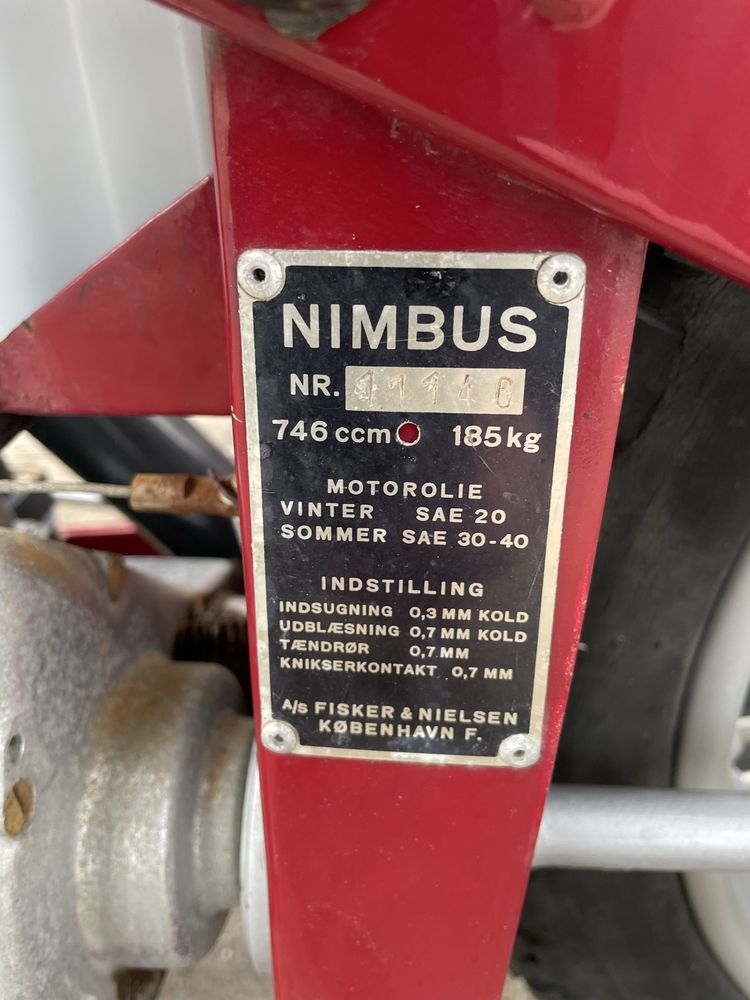 NIMBUS
NR. 11146
746 ccm 185 kg
MOTOROLIE
VINTER SAE 20
SOMMER SAE 30-40
INDSTILLING
INDSUGNING 0,3 MM KOLD
UDBLÆSNING 0,7 MM KOLD
TÆNDRØR 0,7 MM
KNIKSERKONTAKT 0,7 MM
A/S FISKER & NIELSEN
KØBENHAVN F.